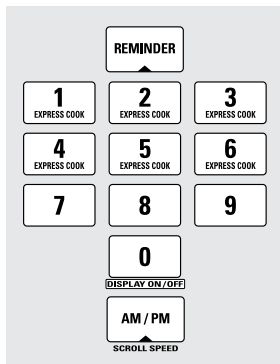 REMINDER
1 2 3
EXPRESS COOK EXPRESS COOK EXPRESS COOK
4 5 6
EXPRESS COOK EXPRESS COOK EXPRESS COOK
7 8 9
0
DISPLAY ON/OFF
AM / PM
SCROLL SPEED